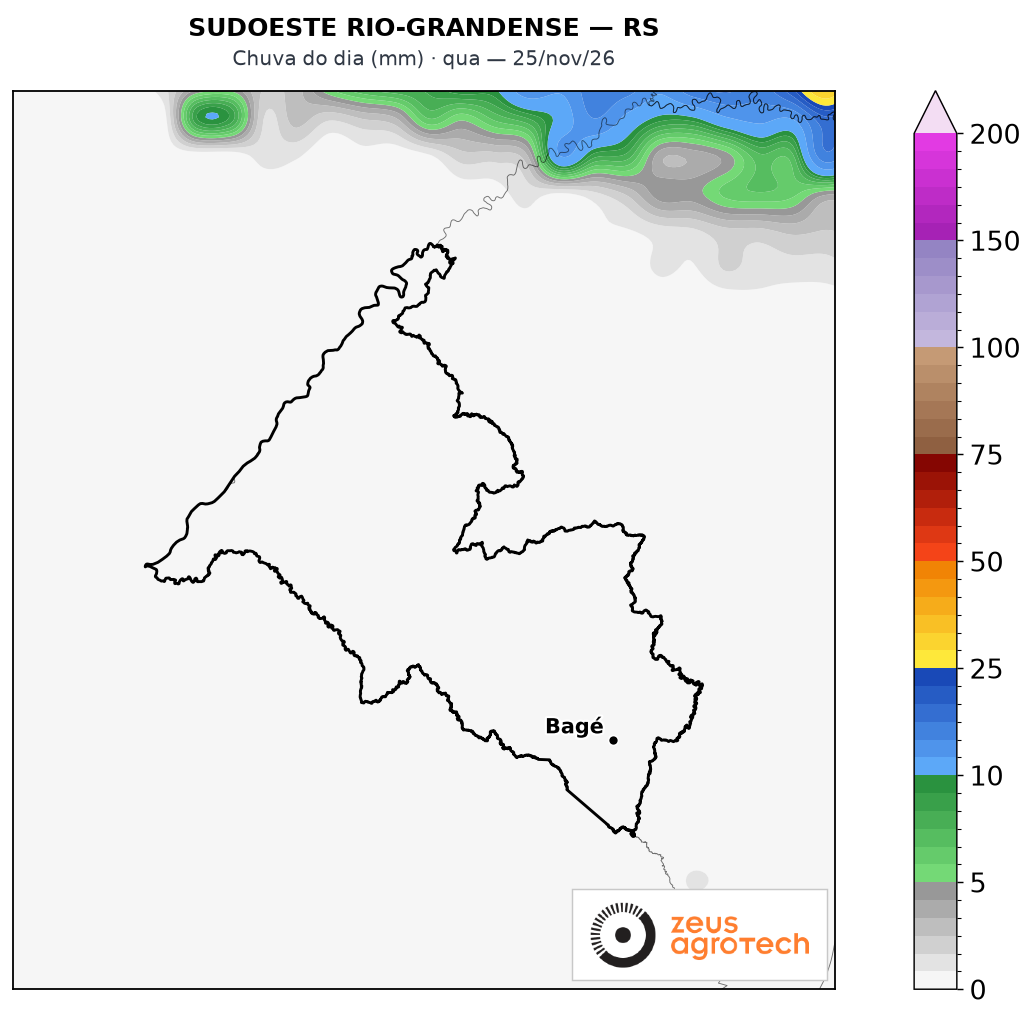 SUDOESTE RIO-GRANDENSE — RS
Chuva do dia (mm) · qua — 25/nov/26
200
150
100
75
50
25
10
5
0
Bagé
zeus
agrotech